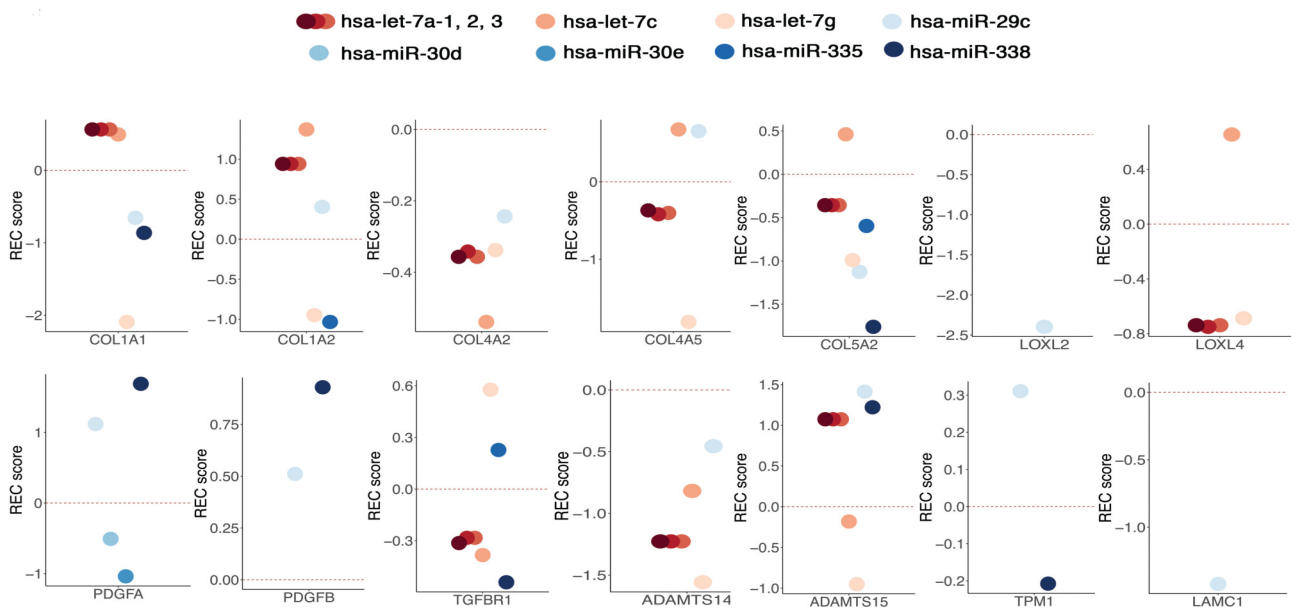 hsa-let-7a-1, 2, 3 hsa-let-7c hsa-let-7g hsa-miR-29c
hsa-miR-30d hsa-miR-30e hsa-miR-335 hsa-miR-338
REC score
0
−1
−2
COL1A1
REC score
1.0
0.5
0.0
−0.5
−1.0
COL1A2
REC score
0.0
−0.2
−0.4
COL4A2
REC score
0
−1
COL4A5
REC score
0.5
0.0
−0.5
−1.0
−1.5
COL5A2
REC score
0.0
−0.5
−1.0
−1.5
−2.0
−2.5
LOXL2
REC score
0.4
0.0
−0.4
−0.8
LOXL4
REC score
1
0
−1
PDGFA
REC score
0.75
0.50
0.25
0.00
PDGFB
REC score
0.6
0.3
0.0
−0.3
TGFBR1
REC score
0.0
−0.5
−1.0
−1.5
ADAMTS14
REC score
1.5
1.0
0.5
0.0
−0.5
−1.0
ADAMTS15
REC score
0.3
0.2
0.1
0.0
−0.1
−0.2
TPM1
REC score
0.0
−0.5
−1.0
LAMC1